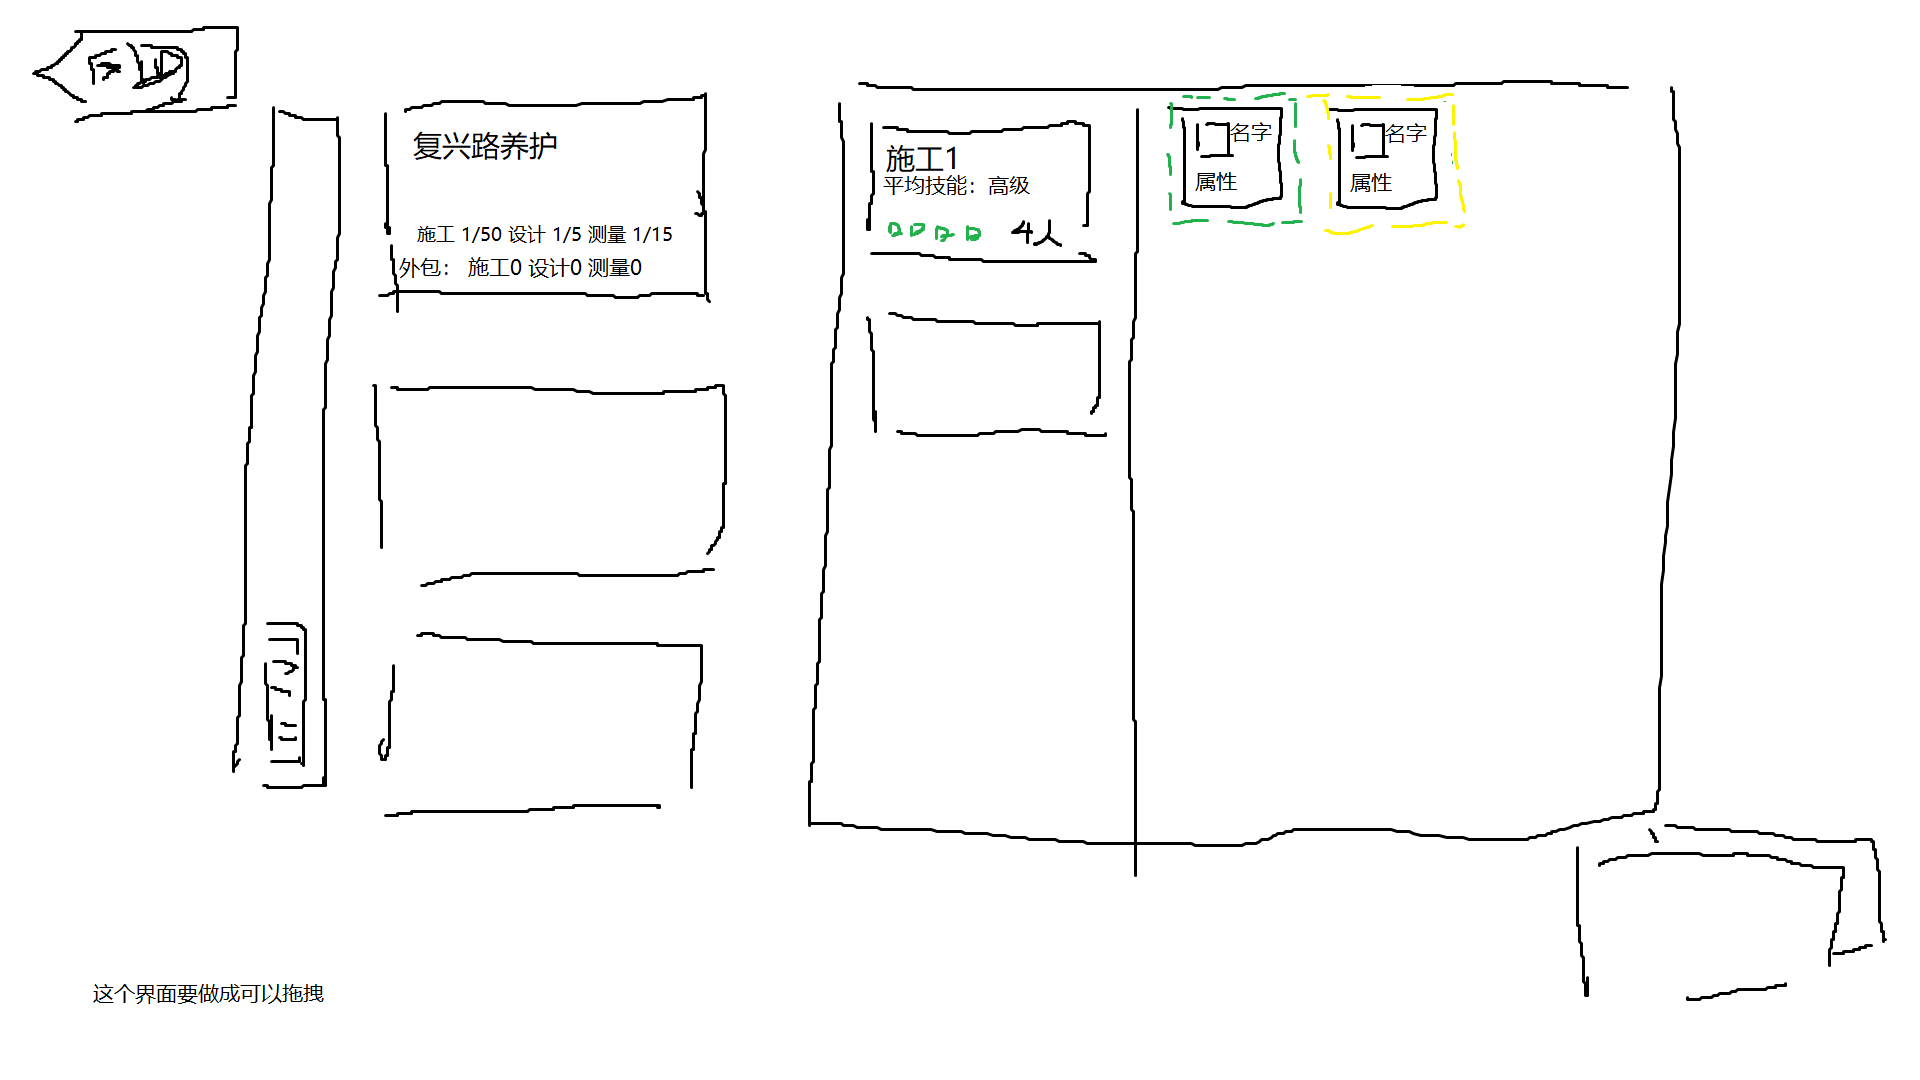 复兴路养护
施工 1/50 设计 1/5 测量 1/15
外包： 施工0 设计0 测量0
施工1
平均技能：高级
4人
名字
属性
名字
属性
这个界面要做成可以拖拽